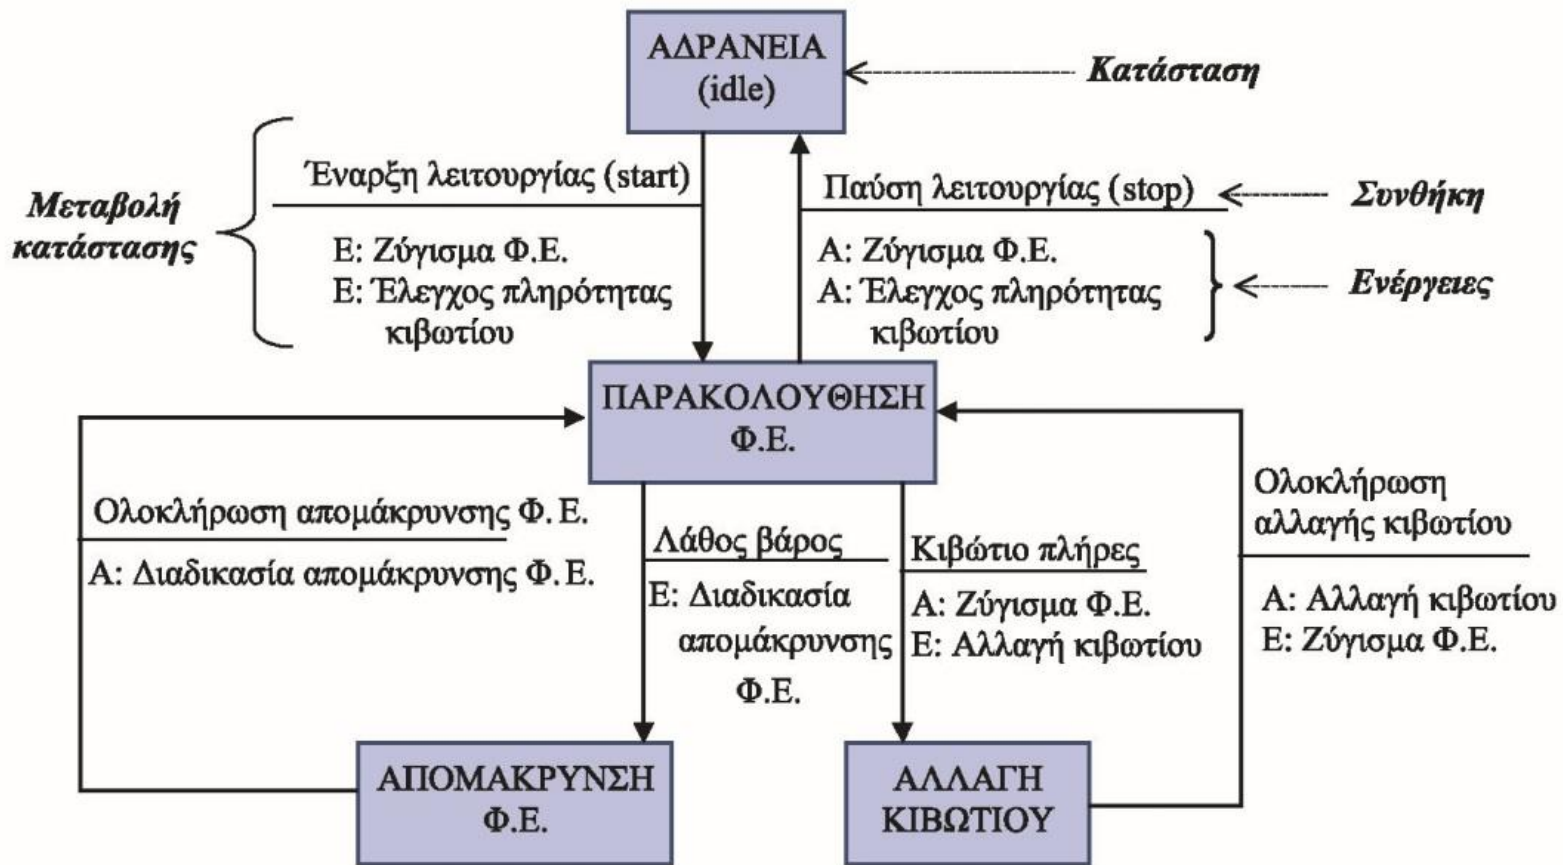 ΑΔΡΑΝΕΙΑ
(idle)
Κατάσταση
Μεταβολή
κατάστασης
Έναρξη λειτουργίας (start)
Ε: Ζύγισμα Φ.Ε.
Ε: Έλεγχος πληρότητας
κιβωτίου
Παύση λειτουργίας (stop)
Συνθήκη
Α: Ζύγισμα Φ.Ε.
Α: Έλεγχος πληρότητας
κιβωτίου
Ενέργειες
ΠΑΡΑΚΟΛΟΥΘΗΣΗ
Φ.Ε.
Ολοκλήρωση απομάκρυνσης Φ. Ε.
Α: Διαδικασία απομάκρυνσης Φ. Ε.
Λάθος βάρος
Ε: Διαδικασία
απομάκρυνσης
Φ.Ε.
Κιβώτιο πλήρες
Α: Ζύγισμα Φ.Ε.
Ε: Αλλαγή κιβωτίου
Ολοκλήρωση
αλλαγής κιβωτίου
Α: Αλλαγή κιβωτίου
Ε: Ζύγισμα Φ.Ε.
ΑΠΟΜΑΚΡΥΝΣΗ
Φ.Ε.
ΑΛΛΑΓΗ
ΚΙΒΩΤΙΟΥ